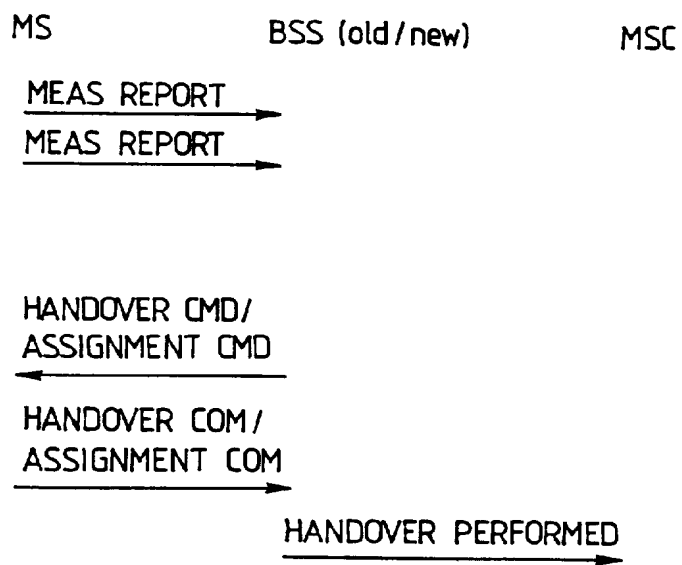 MS BSS (old/new) MSC
MEAS REPORT
MEAS REPORT
HANDOVER CMD/
ASSIGNMENT CMD
HANDOVER COM/
ASSIGNMENT COM
HANDOVER PERFORMED